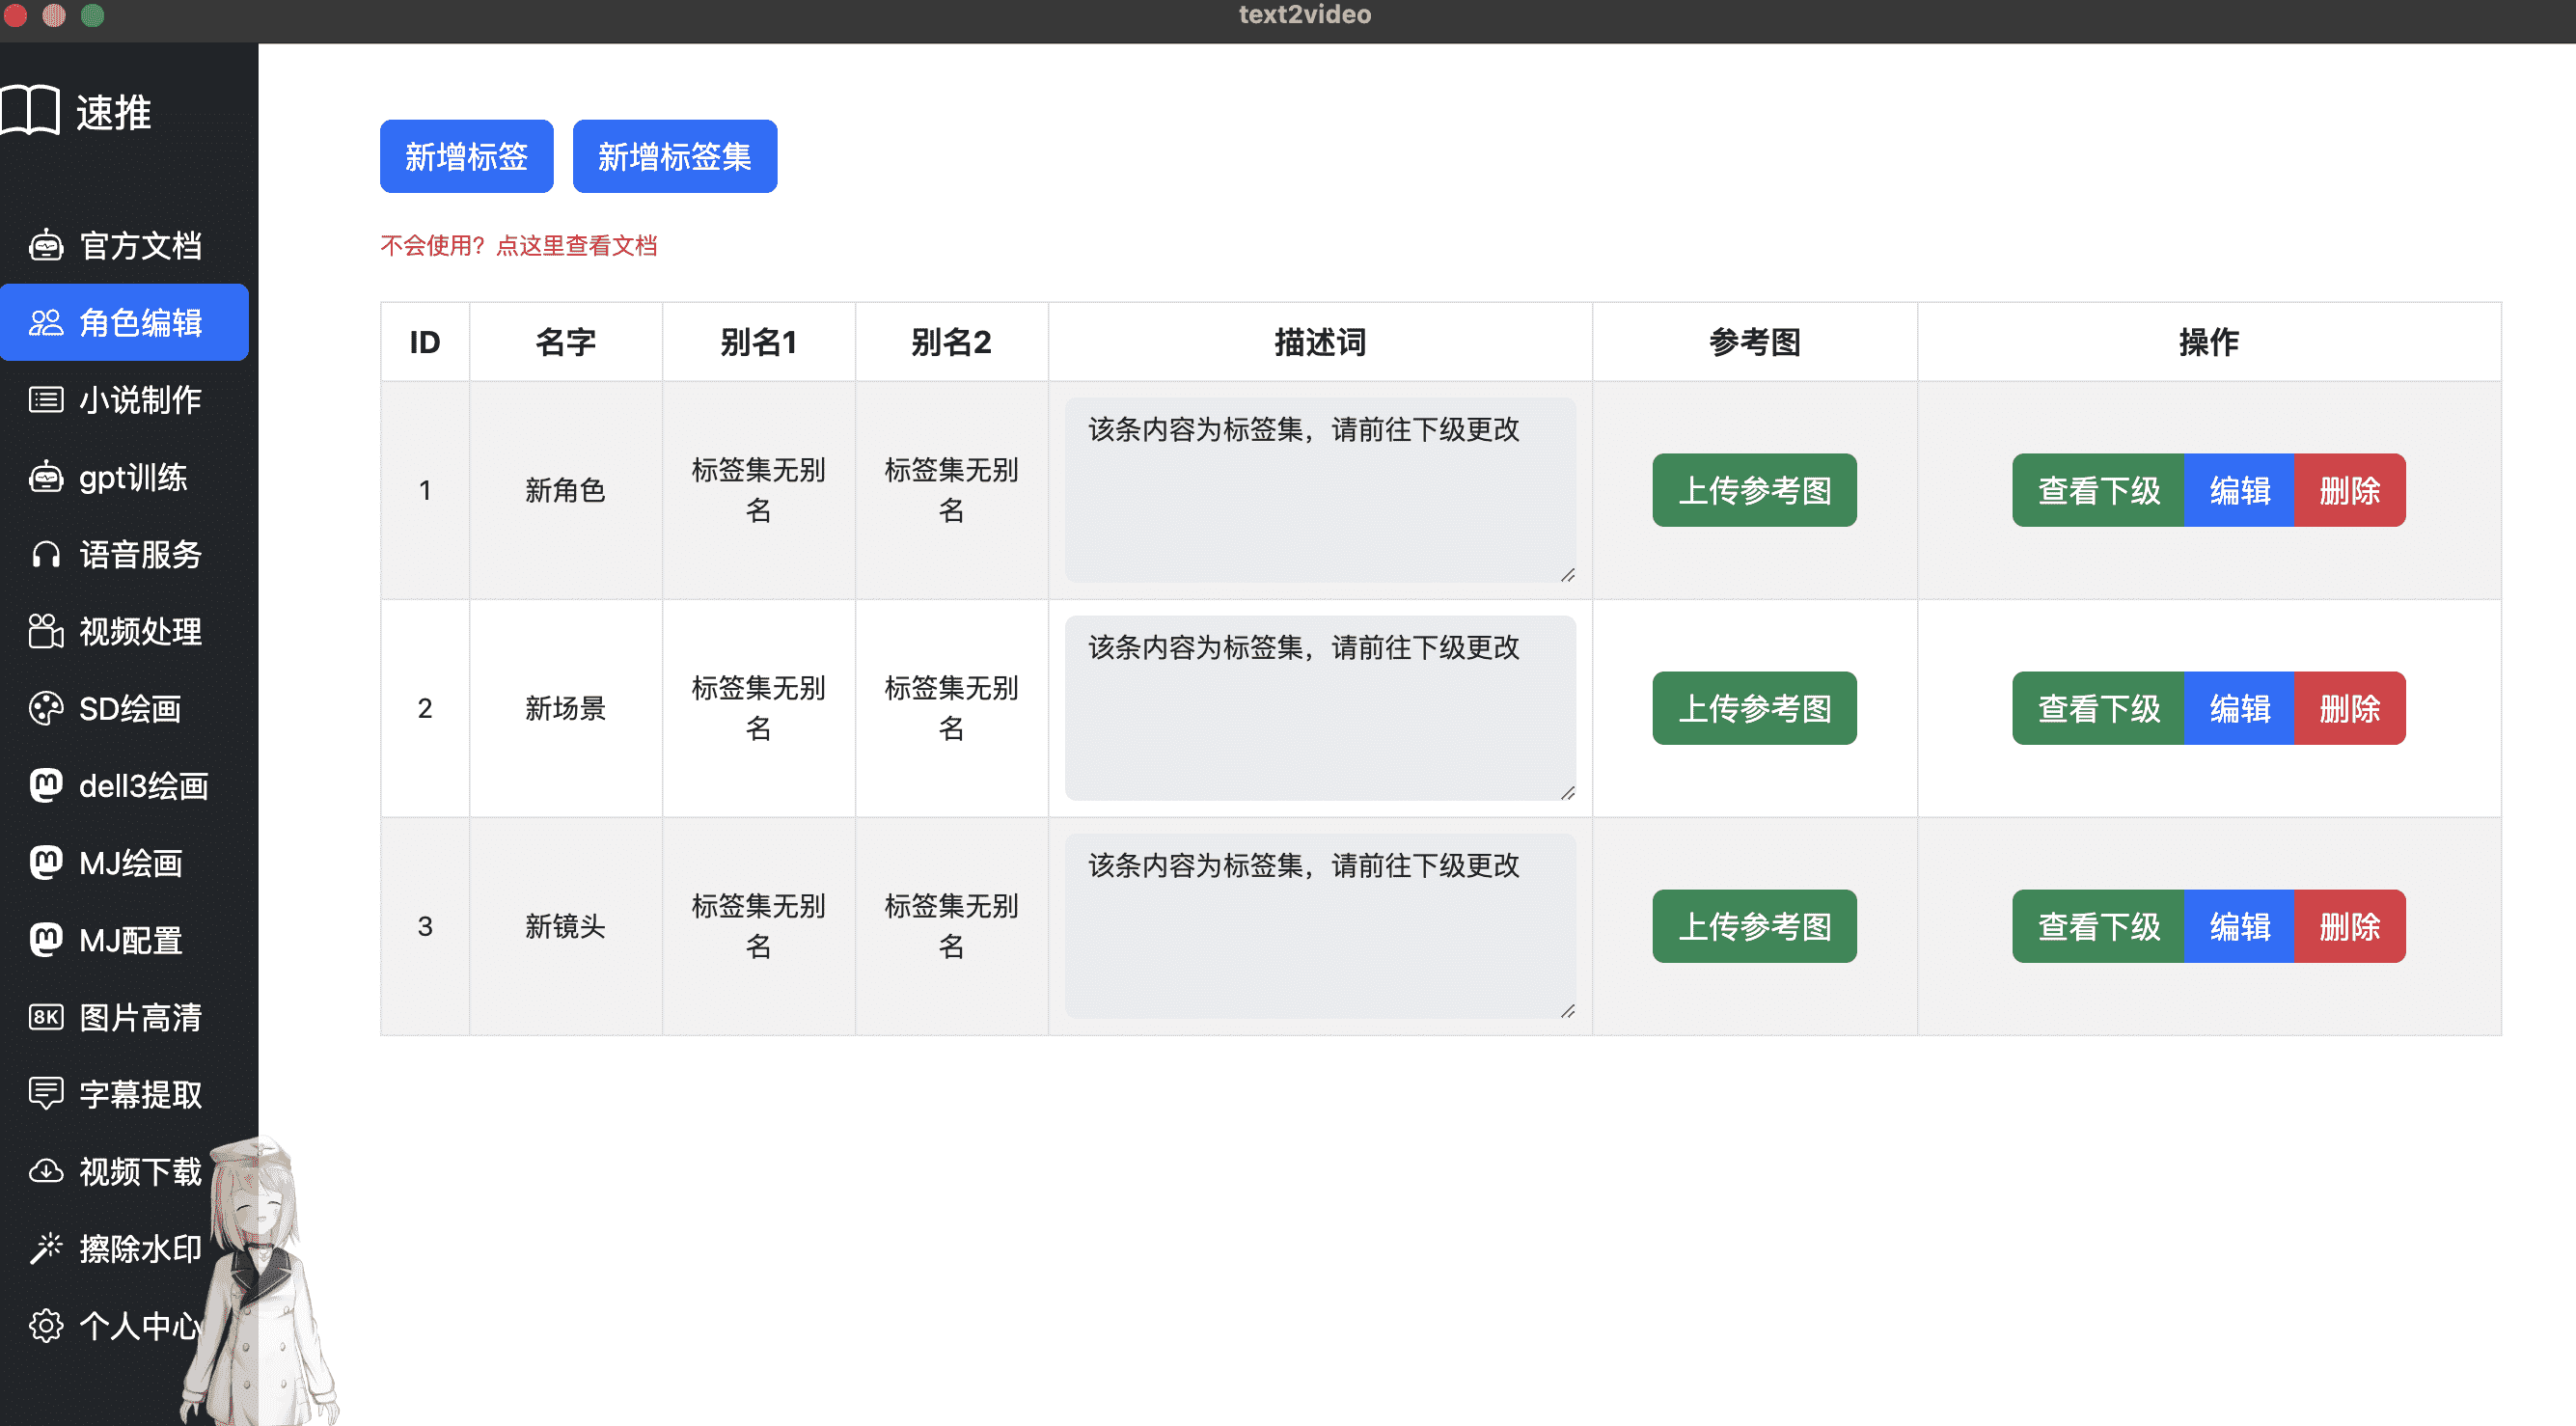 text2video
速推
官方文档
角色编辑
小说制作
gpt训练
语音服务
视频处理
SD绘画
dell3绘画
MJ绘画
MJ配置
8K 图片高清
字幕提取
视频下载
擦除水印
个人中心
新增标签 新增标签集
不会使用？点这里查看文档
ID 名字 别名1 别名2 描述词 参考图 操作
1 新角色 标签集无别名 标签集无别名 该条内容为标签集，请前往下级更改 上传参考图 查看下级 编辑 删除
2 新场景 标签集无别名 标签集无别名 该条内容为标签集，请前往下级更改 上传参考图 查看下级 编辑 删除
3 新镜头 标签集无别名 标签集无别名 该条内容为标签集，请前往下级更改 上传参考图 查看下级 编辑 删除